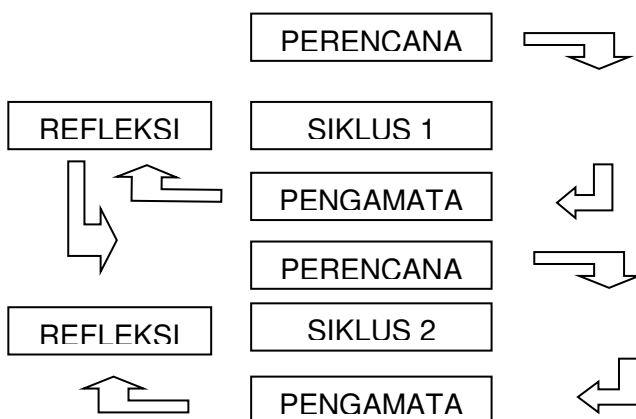 PERENCANA
REFLEKSI
SIKLUS 1
PENGAMATA
PERENCANA
REFLEKSI
SIKLUS 2
PENGAMATA